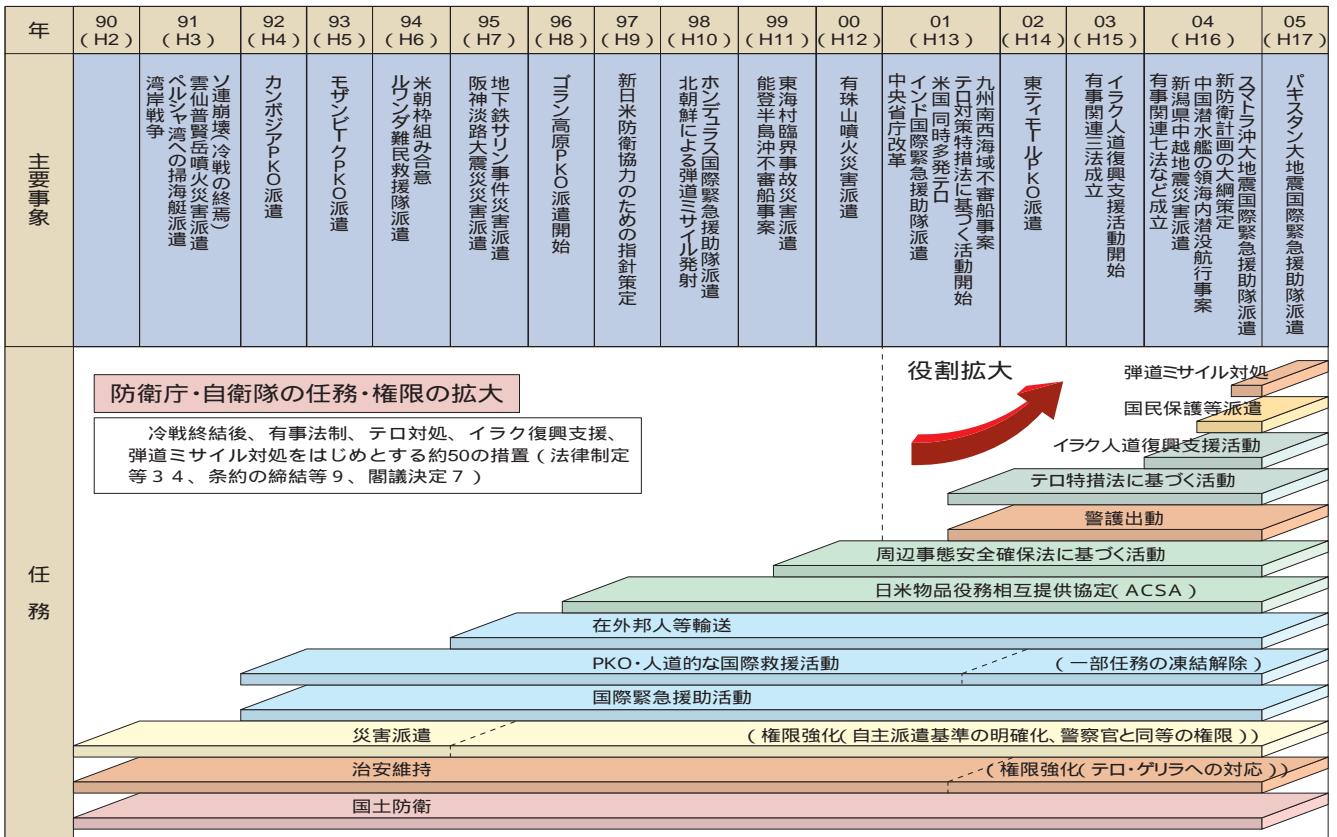 年
90
(H2)
91
(H3)
92
(H4)
93
(H5)
94
(H6)
95
(H7)
96
(H8)
97
(H9)
98
(H10)
99
(H11)
00
(H12)
01
(H13)
02
(H14)
03
(H15)
04
(H16)
05
(H17)
主要事象
ソ連崩壊(冷戦の終焉)
雲仙普賢岳噴火災害派遣
ペルシャ湾への掃海艇派遣
湾岸戦争
カンボジアPKO派遣
モザンビークPKO派遣
米朝枠組み合意
ルワンダ難民救援隊派遣
地下鉄サリン事件災害派遣
阪神淡路大震災災害派遣
ゴラン高原PKO派遣開始
新日米防衛協力のための指針策定
ホンデュラス国際緊急援助隊派遣
北朝鮮による弾道ミサイル発射
東海村臨界事故災害派遣
能登半島沖不審船事案
有珠山噴火災害派遣
九州南西海域不審船事案
テロ対策特措法に基づく活動開始
米国同時多発テロ
インド国際緊急援助隊派遣
中央省庁改革
東ティモールPKO派遣
イラク人道復興支援活動開始
有事関連三法成立
スマトラ沖大地震国際緊急援助隊派遣
新防衛計画の大綱策定
中国潜水艦の領海内潜没航行事案
新潟県中越地震災害派遣
有事関連七法など成立
パキスタン大地震国際緊急援助隊派遣
任務
防衛庁・自衛隊の任務・権限の拡大
冷戦終結後、有事法制、テロ対処、イラク復興支援、
弾道ミサイル対処をはじめとする約50の措置(法律制定
等34、条約の締結等9、閣議決定7)
役割拡大
弾道ミサイル対処
国民保護等派遣
イラク人道復興支援活動
テロ特措法に基づく活動
警護出動
周辺事態安全確保法に基づく活動
日米物品役務相互提供協定(ACSA)
在外邦人等輸送
PKO・人道的な国際救援活動 (一部任務の凍結解除)
国際緊急援助活動
災害派遣 (権限強化(自主派遣基準の明確化、警察官と同等の権限))
治安維持 (権限強化(テロ・ゲリラへの対応))
国土防衛